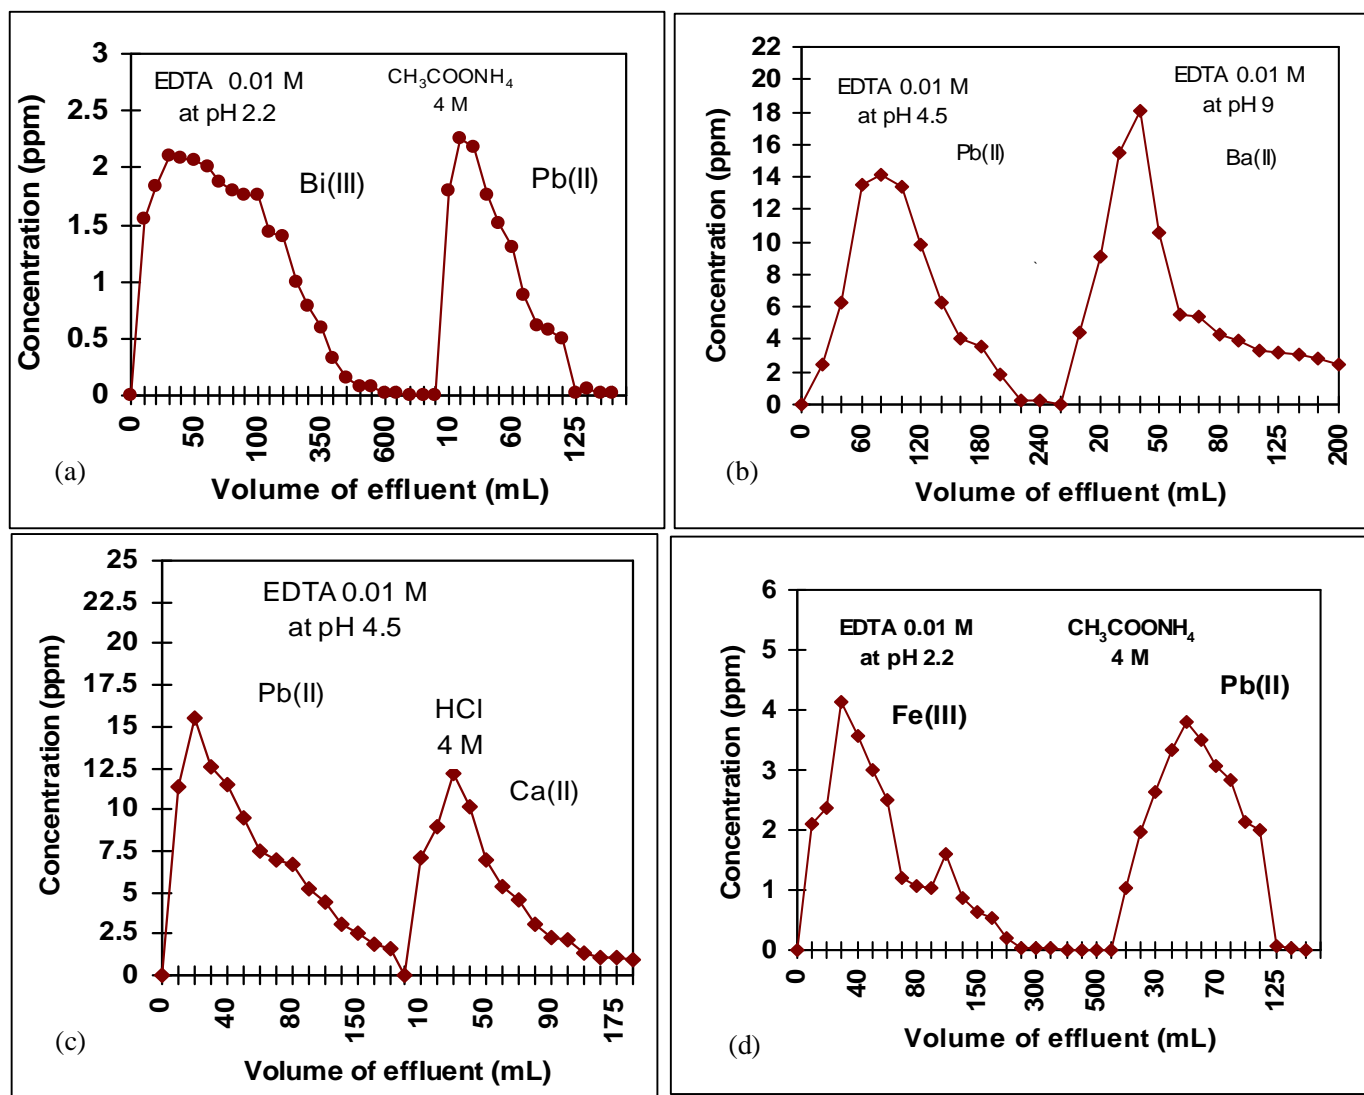 3
2.5
2
1.5
1
0.5
0
Concentration (ppm)
EDTA 0.01 M
at pH 2.2
CH₃COONH₄
4 M
Bi(III)
Pb(II)
0
50
100
350
600
10
60
125
Volume of effluent (mL)
(a)
22
20
18
16
14
12
10
8
6
4
2
0
Concentration (ppm)
EDTA 0.01 M
at pH 4.5
Pb(II)
EDTA 0.01 M
at pH 9
Ba(II)
0
60
120
180
240
20
50
80
125
200
Volume of effluent (mL)
(b)
25
22.5
20
17.5
15
12.5
10
7.5
5
2.5
0
Concentration (ppm)
EDTA 0.01 M
at pH 4.5
Pb(II)
HCl
4 M
Ca(II)
0
40
80
150
10
50
90
175
Volume of effluent (mL)
(c)
6
5
4
3
2
1
0
Concentration (ppm)
EDTA 0.01 M
at pH 2.2
CH₃COONH₄
4 M
Fe(III)
Pb(II)
0
40
80
150
300
500
30
70
125
Volume of effluent (mL)
(d)